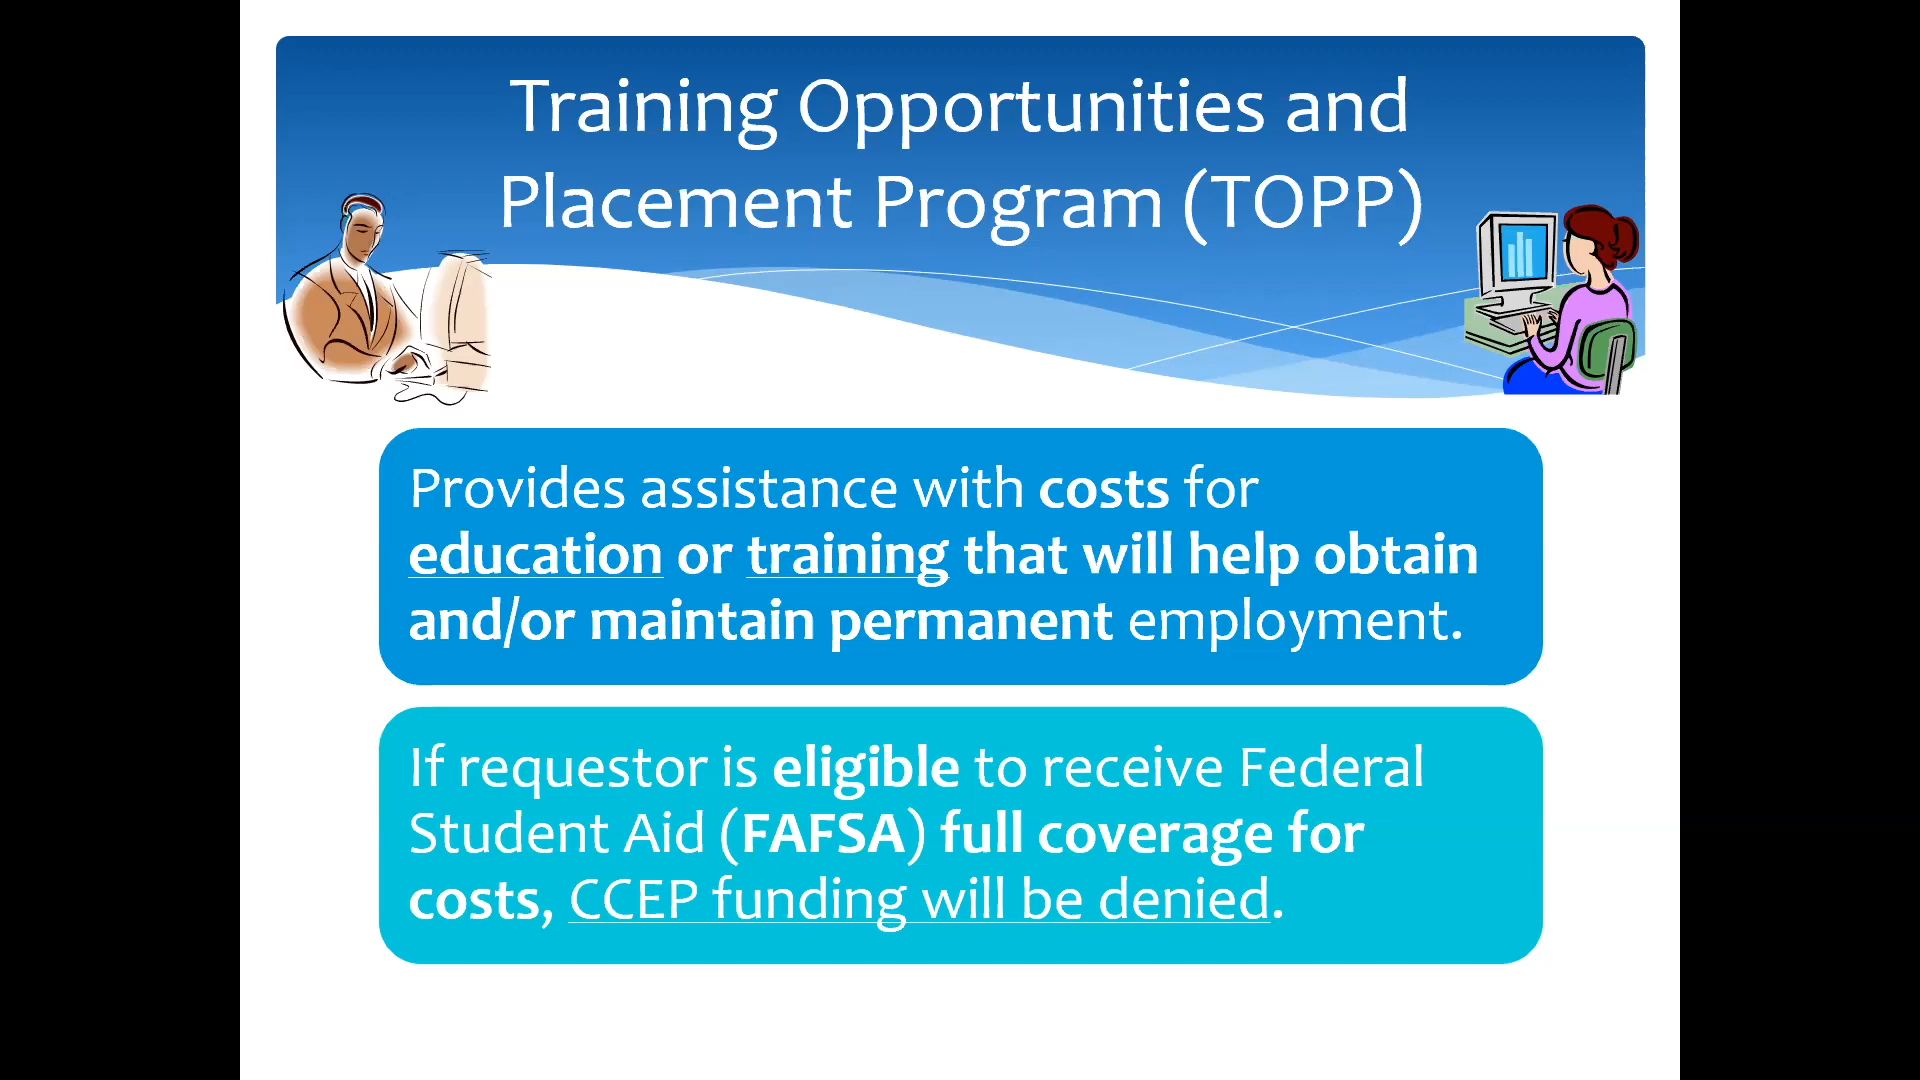 Training Opportunities and
Placement Program (TOPP)
Provides assistance with costs for
education or training that will help obtain
and/or maintain permanent employment.
If requestor is eligible to receive Federal
Student Aid (FAFSA) full coverage for
costs, CCEP funding will be denied.